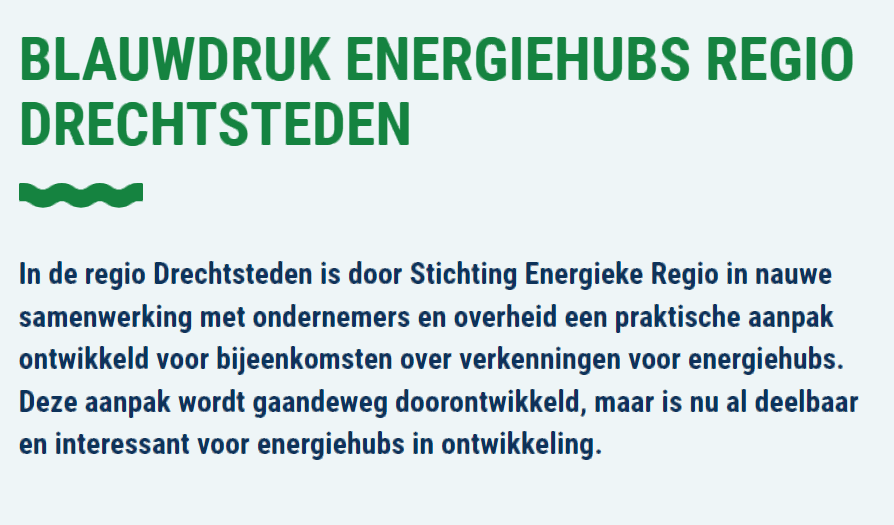 BLAUWDRUK ENERGIEHUBS REGIO
DRECHTSTEDEN
In de regio Drechtsteden is door Stichting Energieke Regio in nauwe
samenwerking met ondernemers en overheid een praktische aanpak
ontwikkeld voor bijeenkomsten over verkenningen voor energiehubs.
Deze aanpak wordt gaandeweg doorontwikkeld, maar is nu al deelbaar
en interessant voor energiehubs in ontwikkeling.